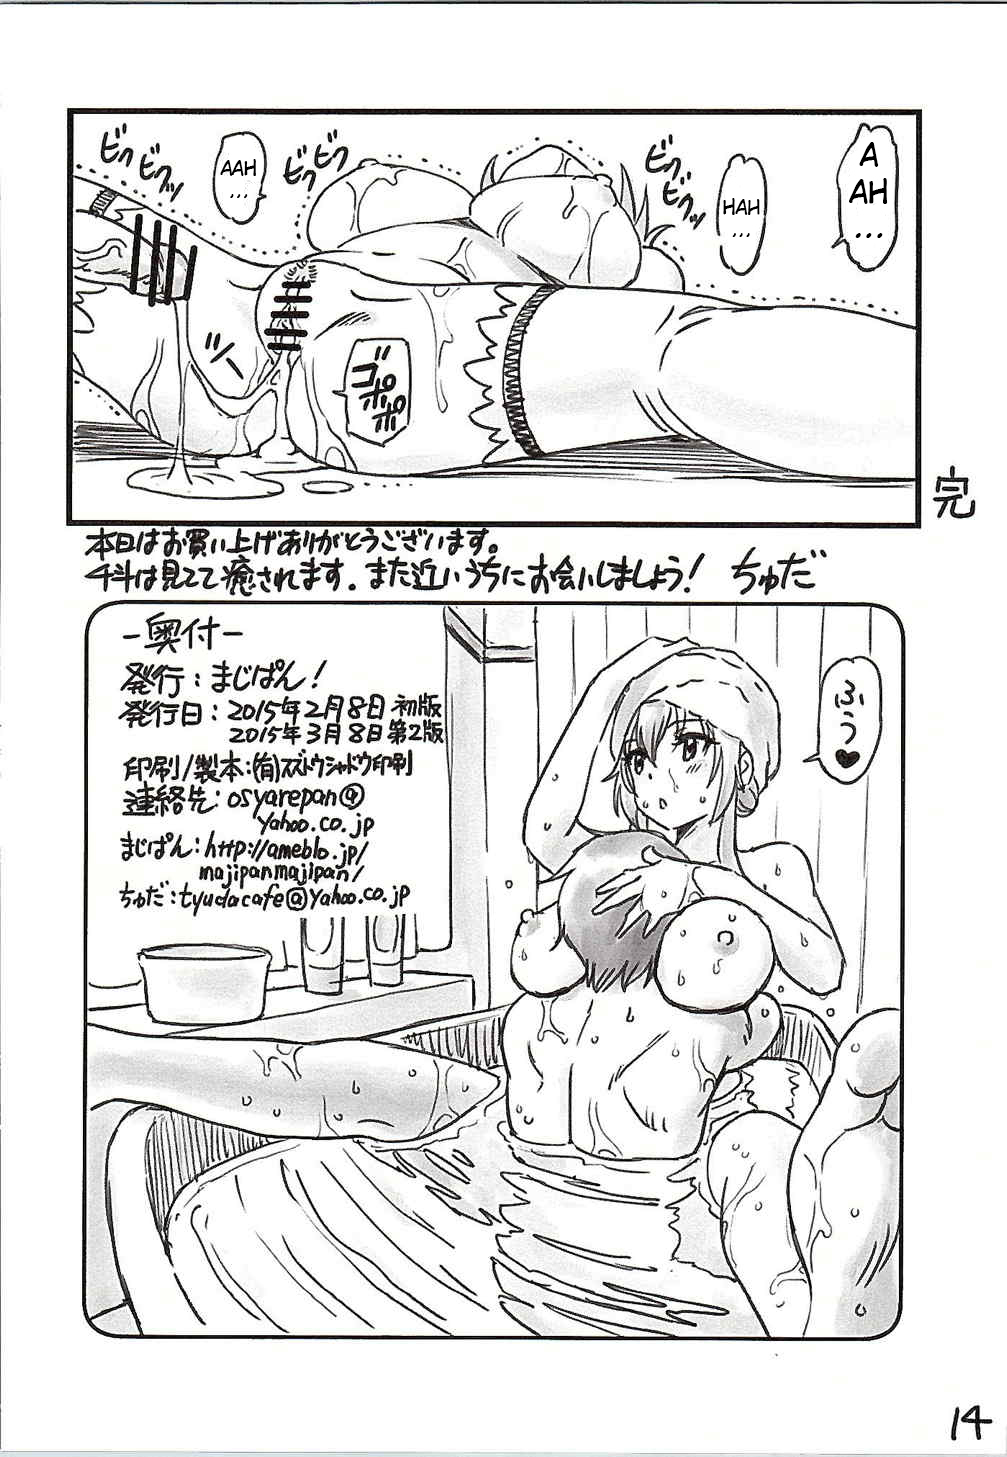 ビクビクッ
AAH
...
ビクビク
ビクビクッ
HAH
...
A
AH
...
ツー
ゴポポポ
完
本日はお買い上げありがとうございます。
千斗は見てて癒されます。また近いうちにお会いしましょう! ちゅだ
-奥付-
発行:まじぱん!
発行日:2015年2月8日 初版
2015年3月8日 第2版
印刷/製本:(有)ズドウシャドウ印刷
連絡先:osyarepan@
yahoo.co.jp
まじぱん:http://ameblo.jp/
majipanmajipan/
ちゅだ:tyudacafe@yahoo.co.jp
ふぅ♥
14